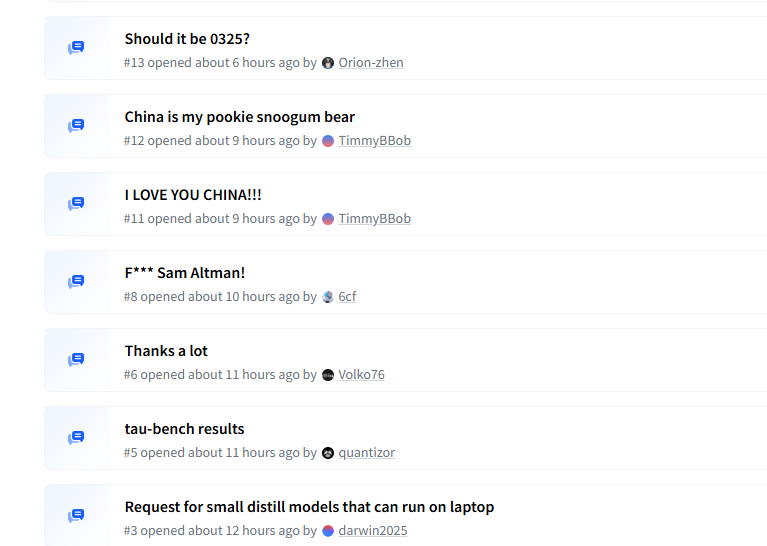 Should it be 0325?
#13 opened about 6 hours ago by Orion-zhen
China is my pookie snoogum bear
#12 opened about 9 hours ago by TimmyBBob
I LOVE YOU CHINA!!!
#11 opened about 9 hours ago by TimmyBBob
F*** Sam Altman!
#8 opened about 10 hours ago by 6cf
Thanks a lot
#6 opened about 11 hours ago by Volko76
tau-bench results
#5 opened about 11 hours ago by quantizor
Request for small distill models that can run on laptop
#3 opened about 12 hours ago by darwin2025